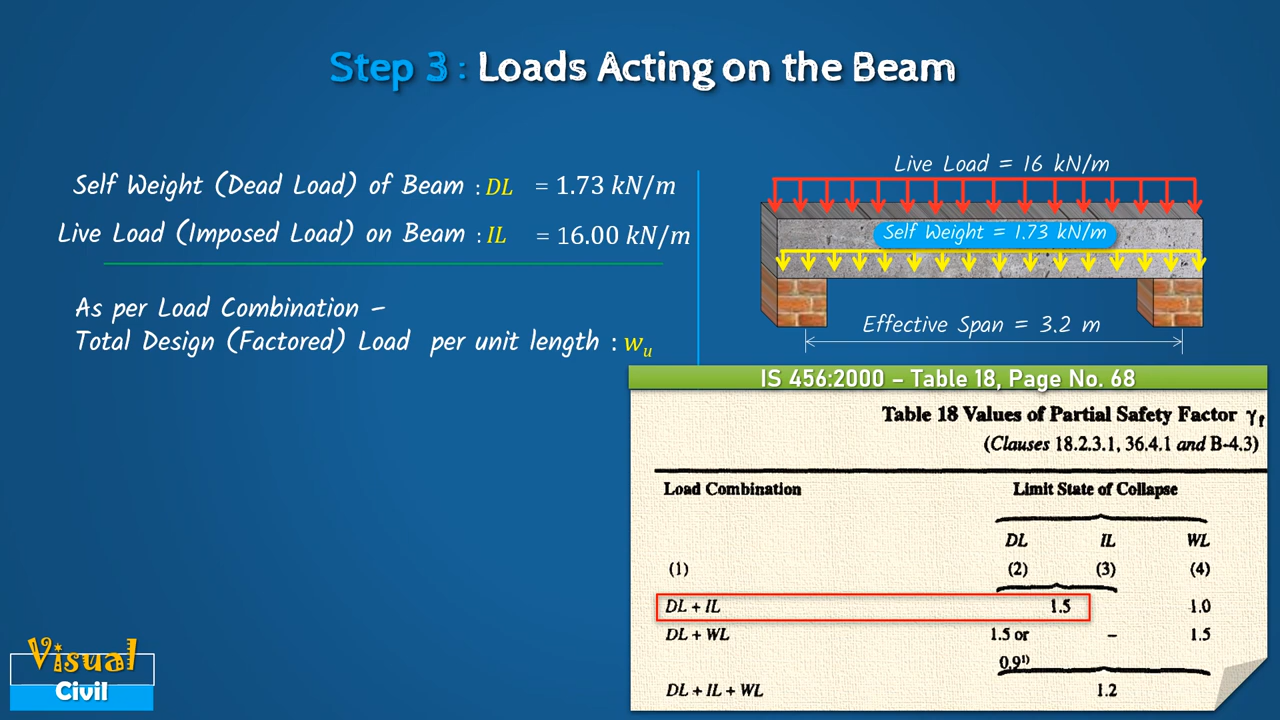 Step 3 : Loads Acting on the Beam
Self Weight (Dead Load) of Beam : DL = 1.73 kN/m
Live Load (Imposed Load) on Beam : IL = 16.00 kN/m
As per Load Combination –
Total Design (Factored) Load per unit length : wᵤ
Live Load = 16 kN/m
Self Weight = 1.73 kN/m
Effective Span = 3.2 m
IS 456:2000 – Table 18, Page No. 68
Table 18 Values of Partial Safety Factor γf
(Clauses 18.2.3.1, 36.4.1 and B-4.3)
Load Combination Limit State of Collapse
DL IL WL
(1) (2) (3) (4)
DL + IL 1.5 1.0
DL + WL 1.5 or – 1.5
0.9¹⁾
DL + IL + WL 1.2
Visual
Civil